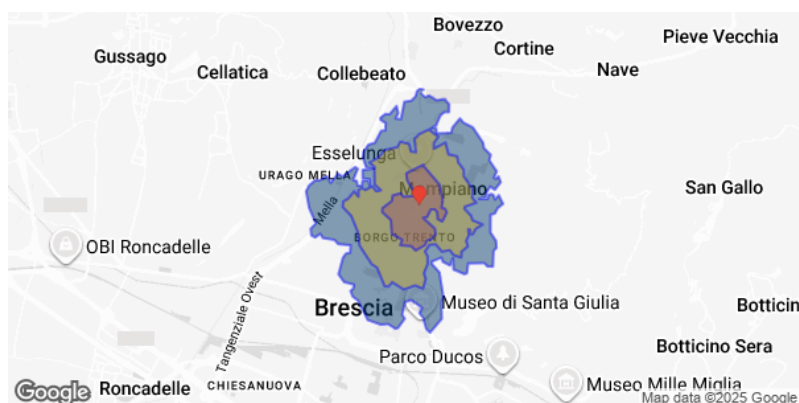 Bovezzo
Pieve Vecchia
Cortine
Gussago
Nave
Cellatica
Collebeato
Esselunga
URAGO MELLA
Mompiano
San Gallo
Mella
BORGO TRENTO
OBI Roncadelle
Tangenziale Ovest
Brescia
Museo di Santa Giulia
Botticin
Botticino Sera
Parco Ducos
CHIESANUOVA
Roncadelle
Museo Mille Miglia
Google
Map data ©2025 Google